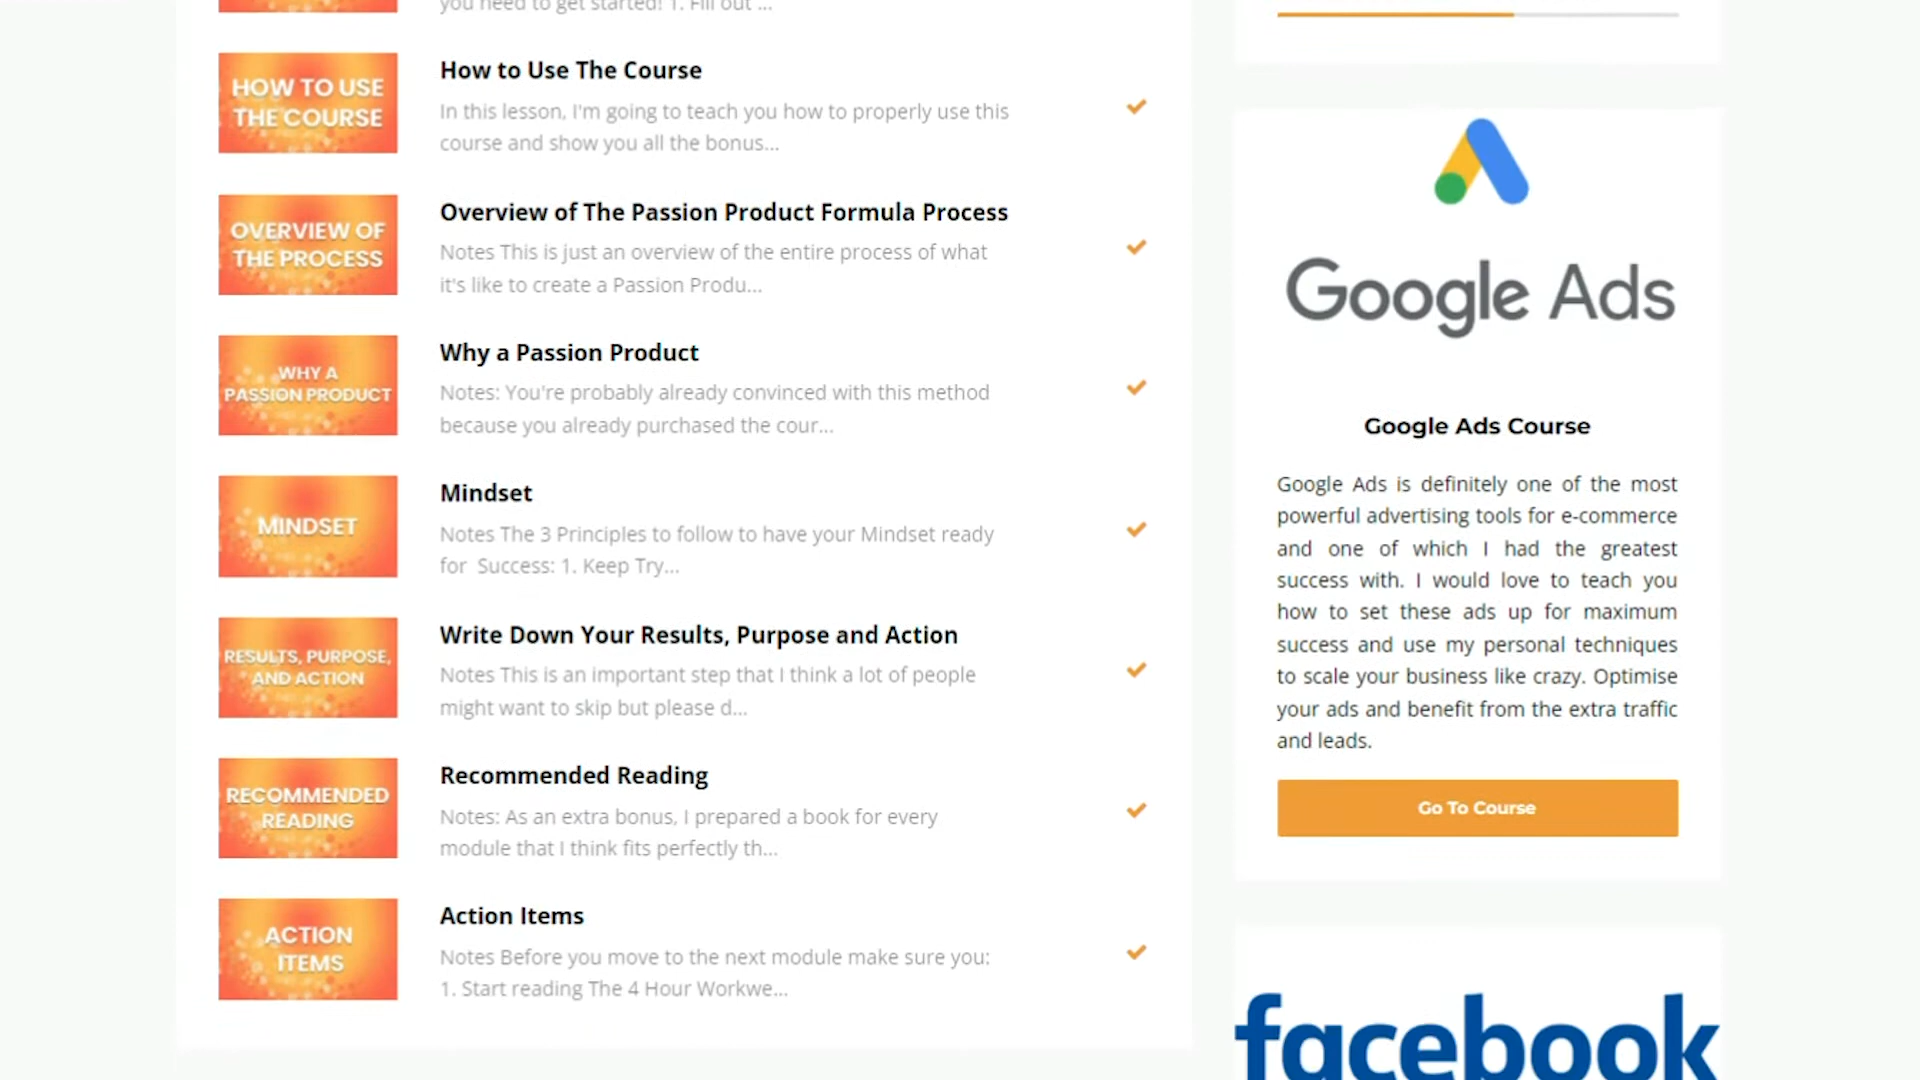 you need to get started! 1. Fill out ...
HOW TO USE
THE COURSE
How to Use The Course
In this lesson, I'm going to teach you how to properly use this
course and show you all the bonus...
OVERVIEW OF
THE PROCESS
Overview of The Passion Product Formula Process
Notes This is just an overview of the entire process of what
it's like to create a Passion Produ...
WHY A
PASSION PRODUCT
Why a Passion Product
Notes: You're probably already convinced with this method
because you already purchased the cour...
MINDSET
Mindset
Notes The 3 Principles to follow to have your Mindset ready
for  Success: 1. Keep Try...
RESULTS, PURPOSE,
AND ACTION
Write Down Your Results, Purpose and Action
Notes This is an important step that I think a lot of people
might want to skip but please d...
RECOMMENDED
READING
Recommended Reading
Notes: As an extra bonus, I prepared a book for every
module that I think fits perfectly th...
ACTION
ITEMS
Action Items
Notes Before you move to the next module make sure you:
1. Start reading The 4 Hour Workwe...
Google Ads
Google Ads Course
Google Ads is definitely one of the most
powerful advertising tools for e-commerce
and one of which I had the greatest
success with. I would love to teach you
how to set these ads up for maximum
success and use my personal techniques
to scale your business like crazy. Optimise
your ads and benefit from the extra traffic
and leads.
Go To Course
facebook